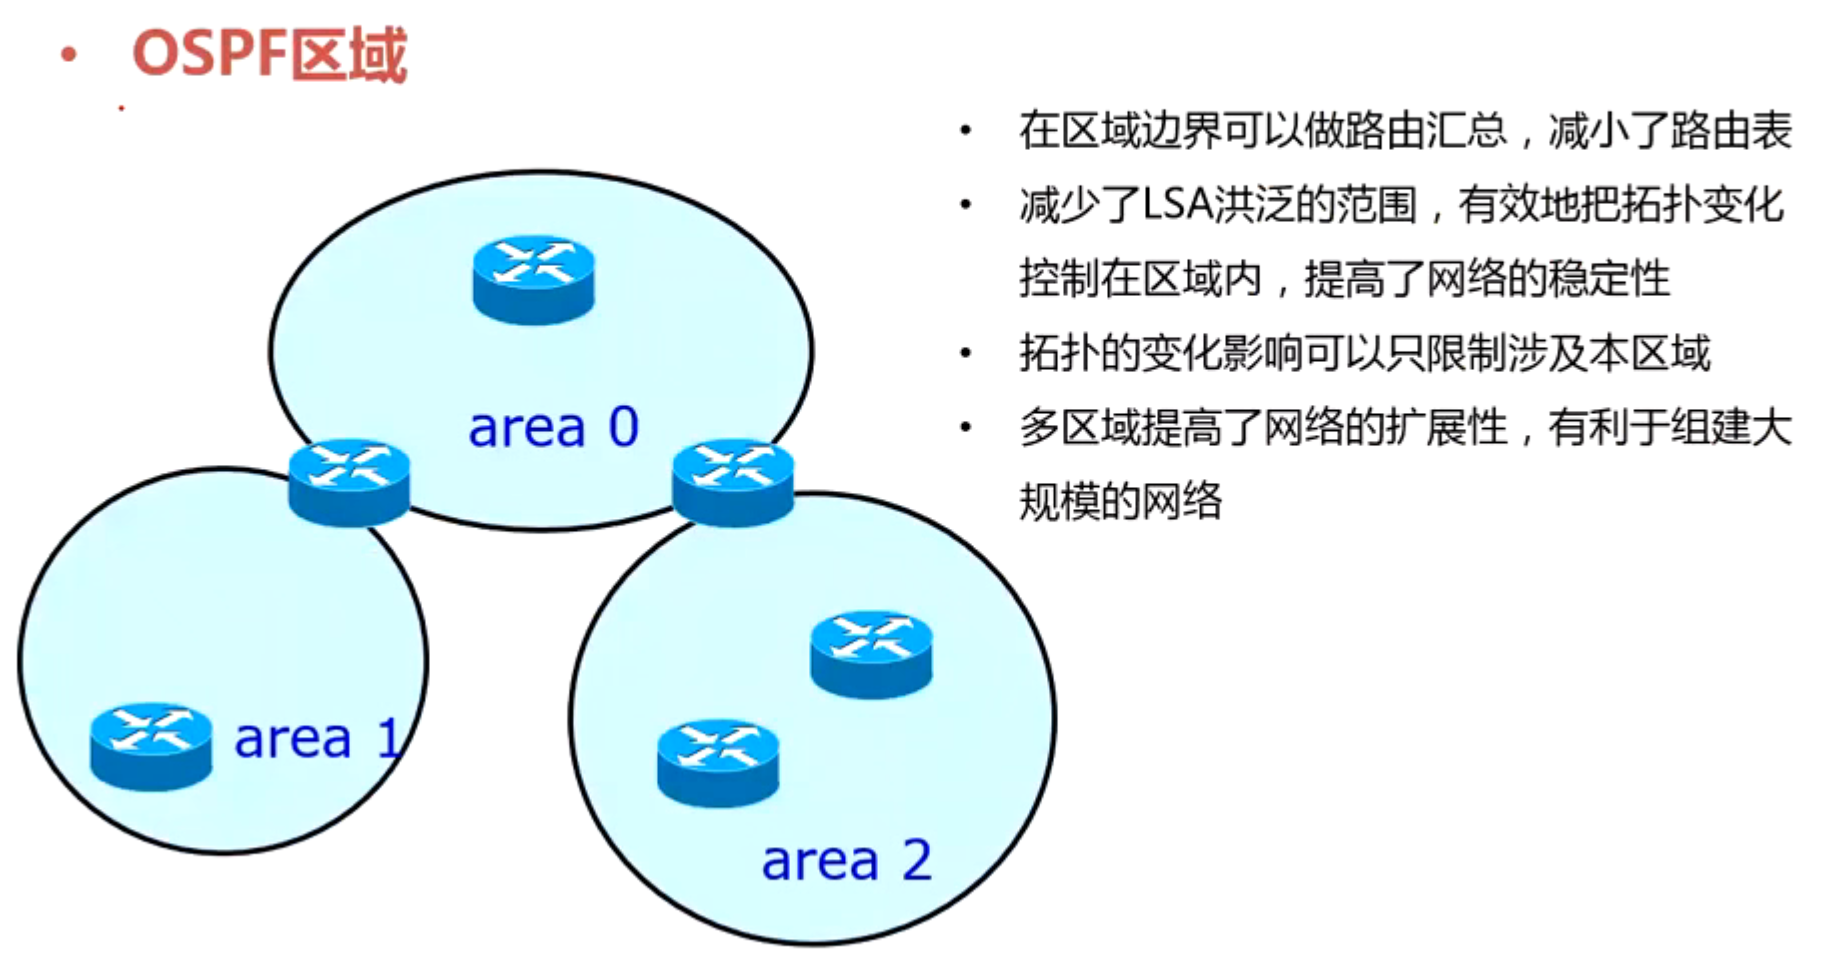 • OSPF区域
• 在区域边界可以做路由汇总，减小了路由表
• 减少了LSA洪泛的范围，有效地把拓扑变化
控制在区域内，提高了网络的稳定性
• 拓扑的变化影响可以只限制涉及本区域
• 多区域提高了网络的扩展性，有利于组建大
规模的网络
area 0
area 1
area 2